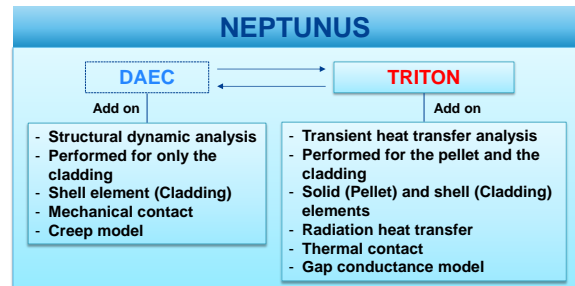 NEPTUNUS
DAEC
TRITON
Add on
Add on
- Structural dynamic analysis
- Performed for only the
cladding
- Shell element (Cladding)
- Mechanical contact
- Creep model
- Transient heat transfer analysis
- Performed for the pellet and the
cladding
- Solid (Pellet) and shell (Cladding)
elements
- Radiation heat transfer
- Thermal contact
- Gap conductance model